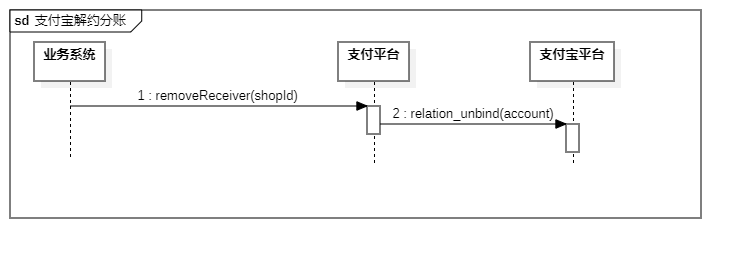 sd 支付宝解约分账
业务系统
支付平台
支付宝平台
1 : removeReceiver(shopId)
2 : relation_unbind(account)